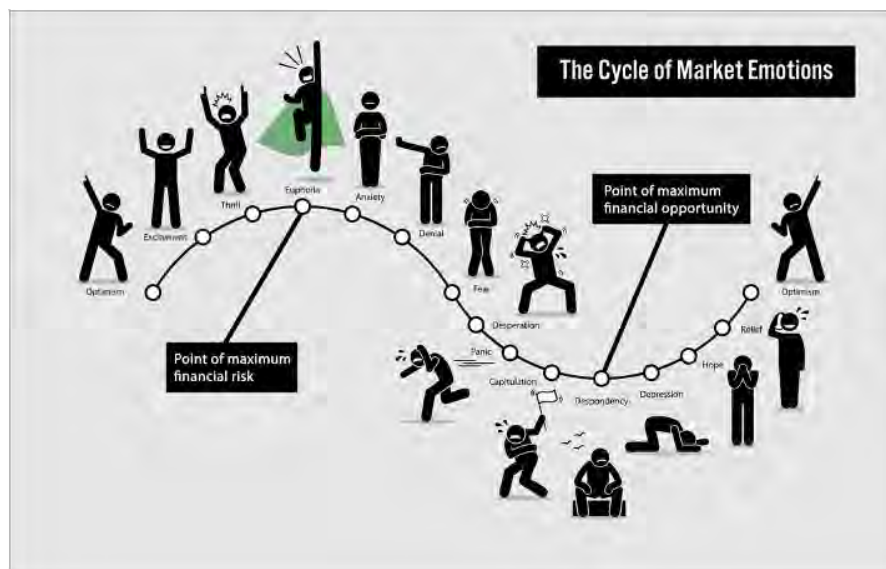 The Cycle of Market Emotions
Optimism
Excitement
Thrill
Euphoria
Anxiety
Denial
Fear
Desperation
Panic
Capitulation
Despondency
Depression
Hope
Relief
Optimism
Point of maximum
financial risk
Point of maximum
financial opportunity